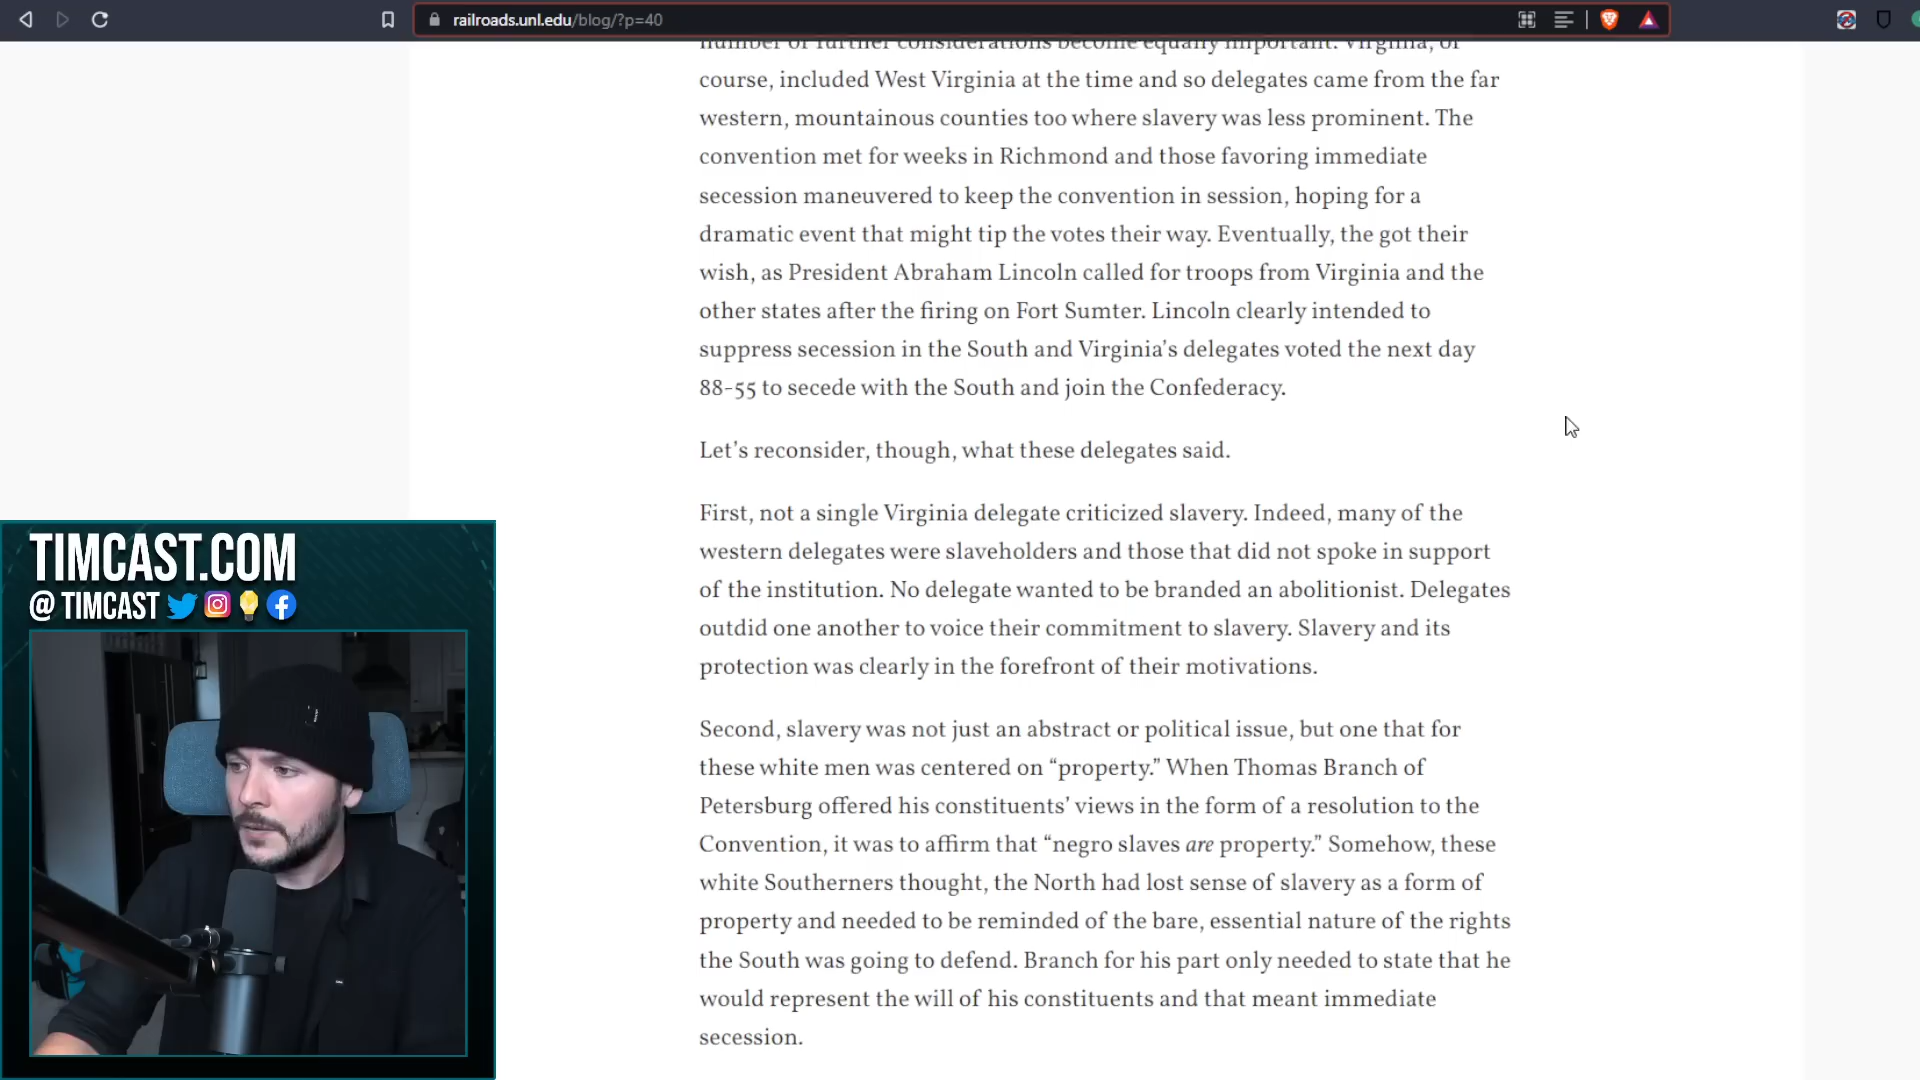 railroads.unl.edu/blog/?p=40
number of further considerations become equally important. Virginia, of
course, included West Virginia at the time and so delegates came from the far
western, mountainous counties too where slavery was less prominent. The
convention met for weeks in Richmond and those favoring immediate
secession maneuvered to keep the convention in session, hoping for a
dramatic event that might tip the votes their way. Eventually, the got their
wish, as President Abraham Lincoln called for troops from Virginia and the
other states after the firing on Fort Sumter. Lincoln clearly intended to
suppress secession in the South and Virginia’s delegates voted the next day
88-55 to secede with the South and join the Confederacy.
Let’s reconsider, though, what these delegates said.
First, not a single Virginia delegate criticized slavery. Indeed, many of the
western delegates were slaveholders and those that did not spoke in support
of the institution. No delegate wanted to be branded an abolitionist. Delegates
outdid one another to voice their commitment to slavery. Slavery and its
protection was clearly in the forefront of their motivations.
Second, slavery was not just an abstract or political issue, but one that for
these white men was centered on “property.” When Thomas Branch of
Petersburg offered his constituents’ views in the form of a resolution to the
Convention, it was to affirm that “negro slaves are property.” Somehow, these
white Southerners thought, the North had lost sense of slavery as a form of
property and needed to be reminded of the bare, essential nature of the rights
the South was going to defend. Branch for his part only needed to state that he
would represent the will of his constituents and that meant immediate
secession.
TIMCAST.COM
@ TIMCAST